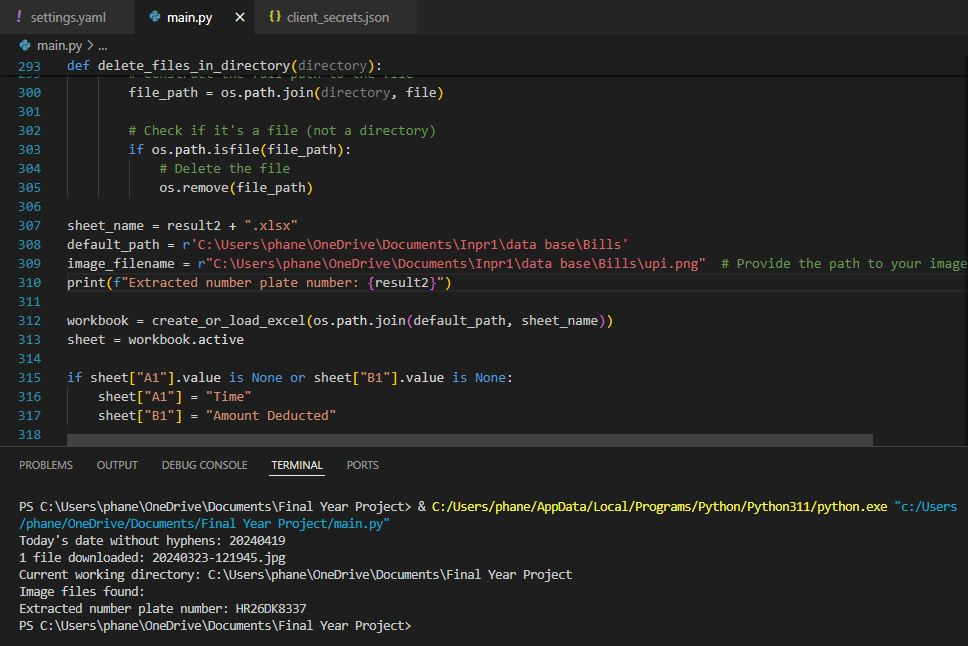 ! settings.yaml main.py × {} client_secrets.json
main.py > ...
293 def delete_files_in_directory(directory):
299 # Construct the full path to the file
300 file_path = os.path.join(directory, file)
301
302 # Check if it's a file (not a directory)
303 if os.path.isfile(file_path):
304 # Delete the file
305 os.remove(file_path)
306
307 sheet_name = result2 + ".xlsx"
308 default_path = r'C:\Users\phane\OneDrive\Documents\Inpr1\data base\Bills'
309 image_filename = r"C:\Users\phane\OneDrive\Documents\Inpr1\data base\Bills\upi.png" # Provide the path to your image
310 print(f"Extracted number plate number: {result2}")
311
312 workbook = create_or_load_excel(os.path.join(default_path, sheet_name))
313 sheet = workbook.active
314
315 if sheet["A1"].value is None or sheet["B1"].value is None:
316 sheet["A1"] = "Time"
317 sheet["B1"] = "Amount Deducted"
318
PROBLEMS OUTPUT DEBUG CONSOLE TERMINAL PORTS
PS C:\Users\phane\OneDrive\Documents\Final Year Project> & C:/Users/phane/AppData/Local/Programs/Python/Python311/python.exe "c:/Users
/phane/OneDrive/Documents/Final Year Project/main.py"
Today's date without hyphens: 20240419
1 file downloaded: 20240323-121945.jpg
Current working directory: C:\Users\phane\OneDrive\Documents\Final Year Project
Image files found:
Extracted number plate number: HR26DK8337
PS C:\Users\phane\OneDrive\Documents\Final Year Project>